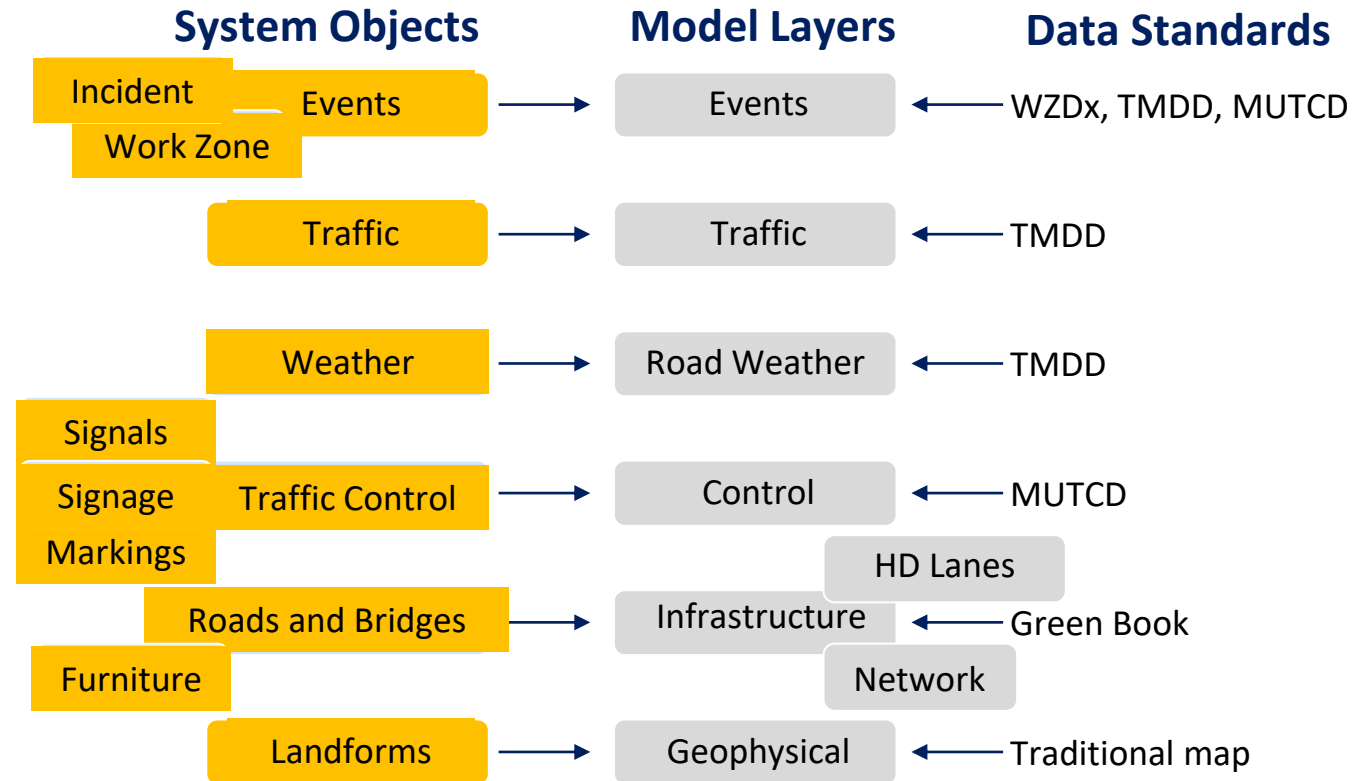 System Objects
Model Layers
Data Standards
Incident
Events
Events
WZDx, TMDD, MUTCD
Work Zone
Traffic
Traffic
TMDD
Weather
Road Weather
TMDD
Signals
Signage
Traffic Control
Control
MUTCD
Markings
HD Lanes
Roads and Bridges
Infrastructure
Green Book
Furniture
Network
Landforms
Geophysical
Traditional map